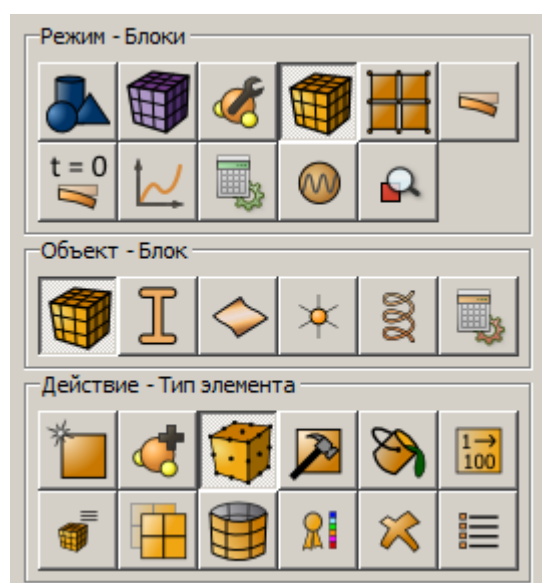 Режим - Блоки
t = 0
Объект - Блок
Действие - Тип элемента
1→
100